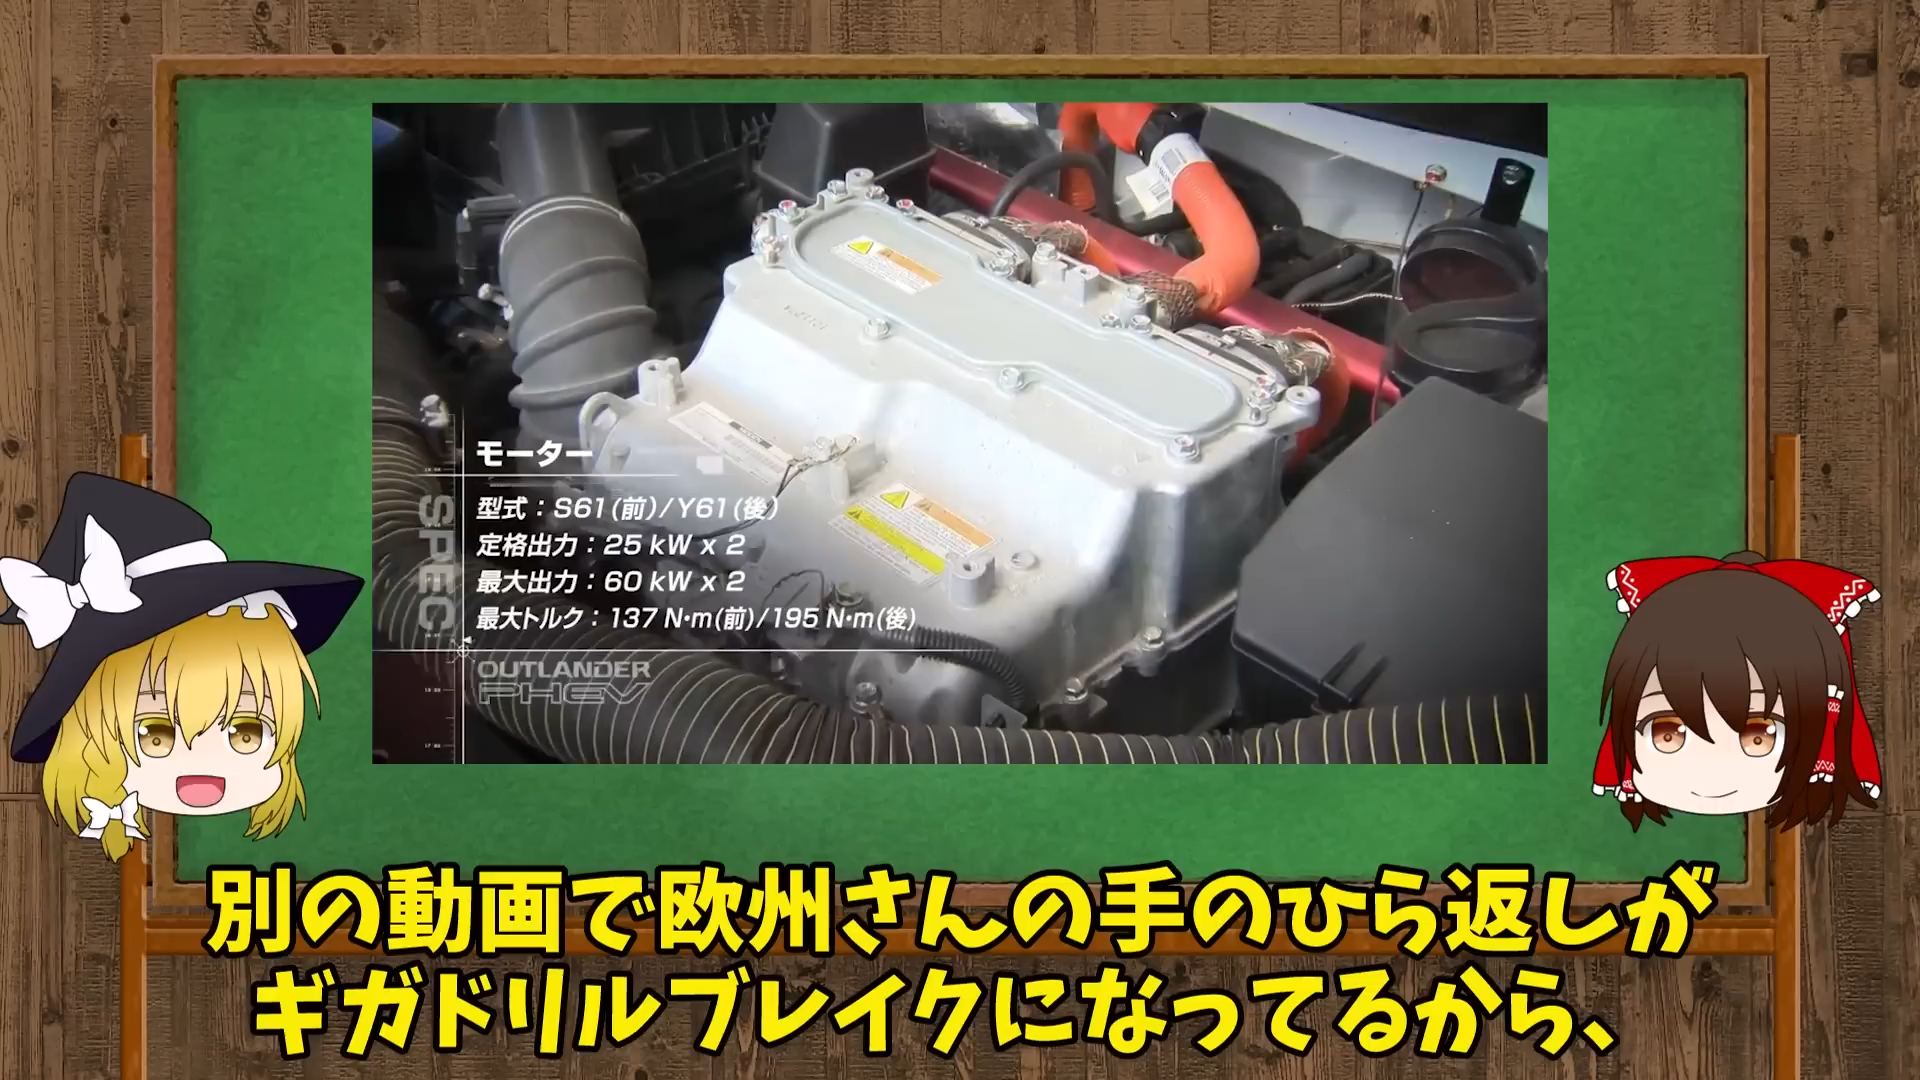 モーター
SPEC
型式：S61(前)/Y61(後)
定格出力：25 kW x 2
最大出力：60 kW x 2
最大トルク：137 N･m(前)/195 N･m(後)
OUTLANDER
PHEV
別の動画で欧州さんの手のひら返しが
ギガドリルブレイクになってるから、